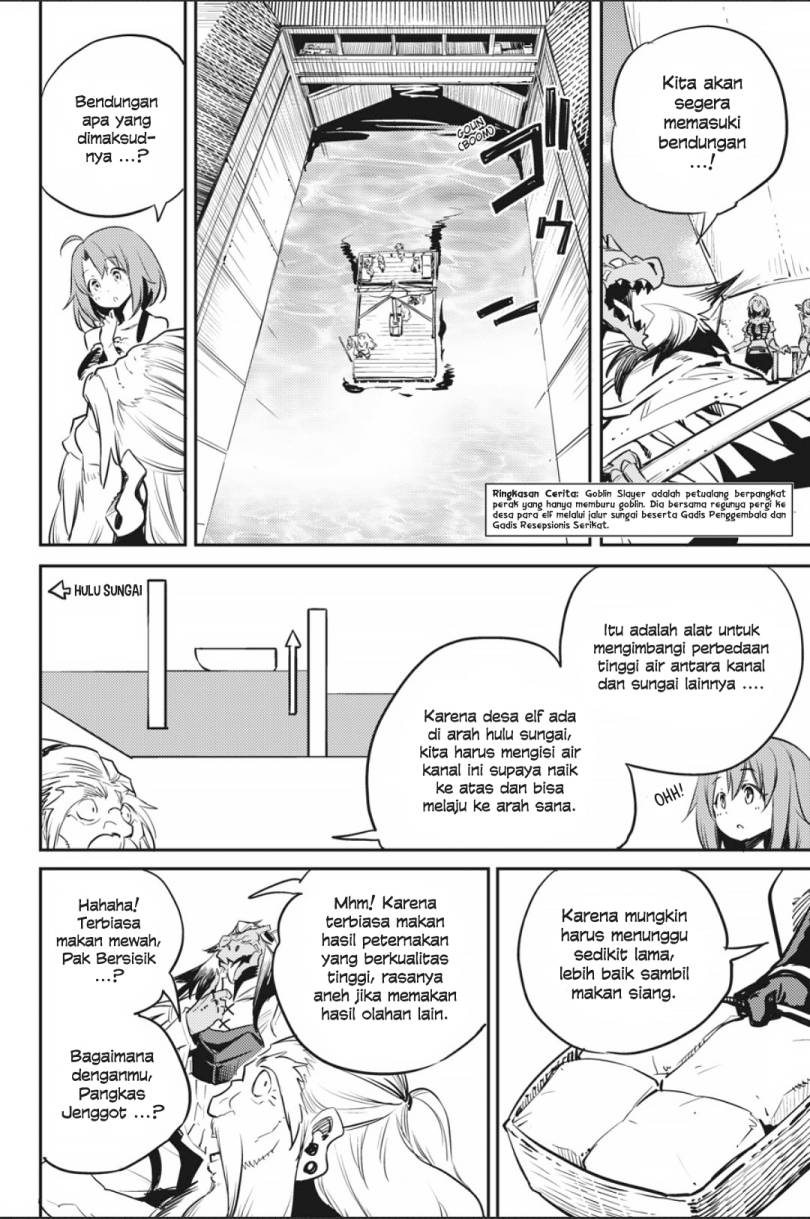 Kita akan
segera
memasuki
bendungan
...!
GOUN
(BOOM)
ゴゴ
Bendungan
apa yang
dimaksud-
nya ...?
Ringkasan Cerita: Goblin Slayer adalah petualang berpangkat
perak yang hanya memburu goblin. Dia bersama regunya pergi ke
desa para elf melalui jalur sungai beserta Gadis Penggembala dan
Gadis Resepsionis Serikat.
HULU SUNGAI
Itu adalah alat untuk
mengimbangi perbedaan
tinggi air antara kanal
dan sungai lainnya ....
Karena desa elf ada
di arah hulu sungai,
kita harus mengisi air
kanal ini supaya naik
ke atas dan bisa
melaju ke arah sana.
OHH!
Karena mungkin
harus menunggu
sedikit lama,
lebih baik sambil
makan siang.
Mhm! Karena
terbiasa makan
hasil peternakan
yang berkualitas
tinggi, rasanya
aneh jika memakan
hasil olahan lain.
Hahaha!
Terbiasa
makan mewah,
Pak Bersisik
...?
Bagaimana
denganmu,
Pangkas
Jenggot ...?